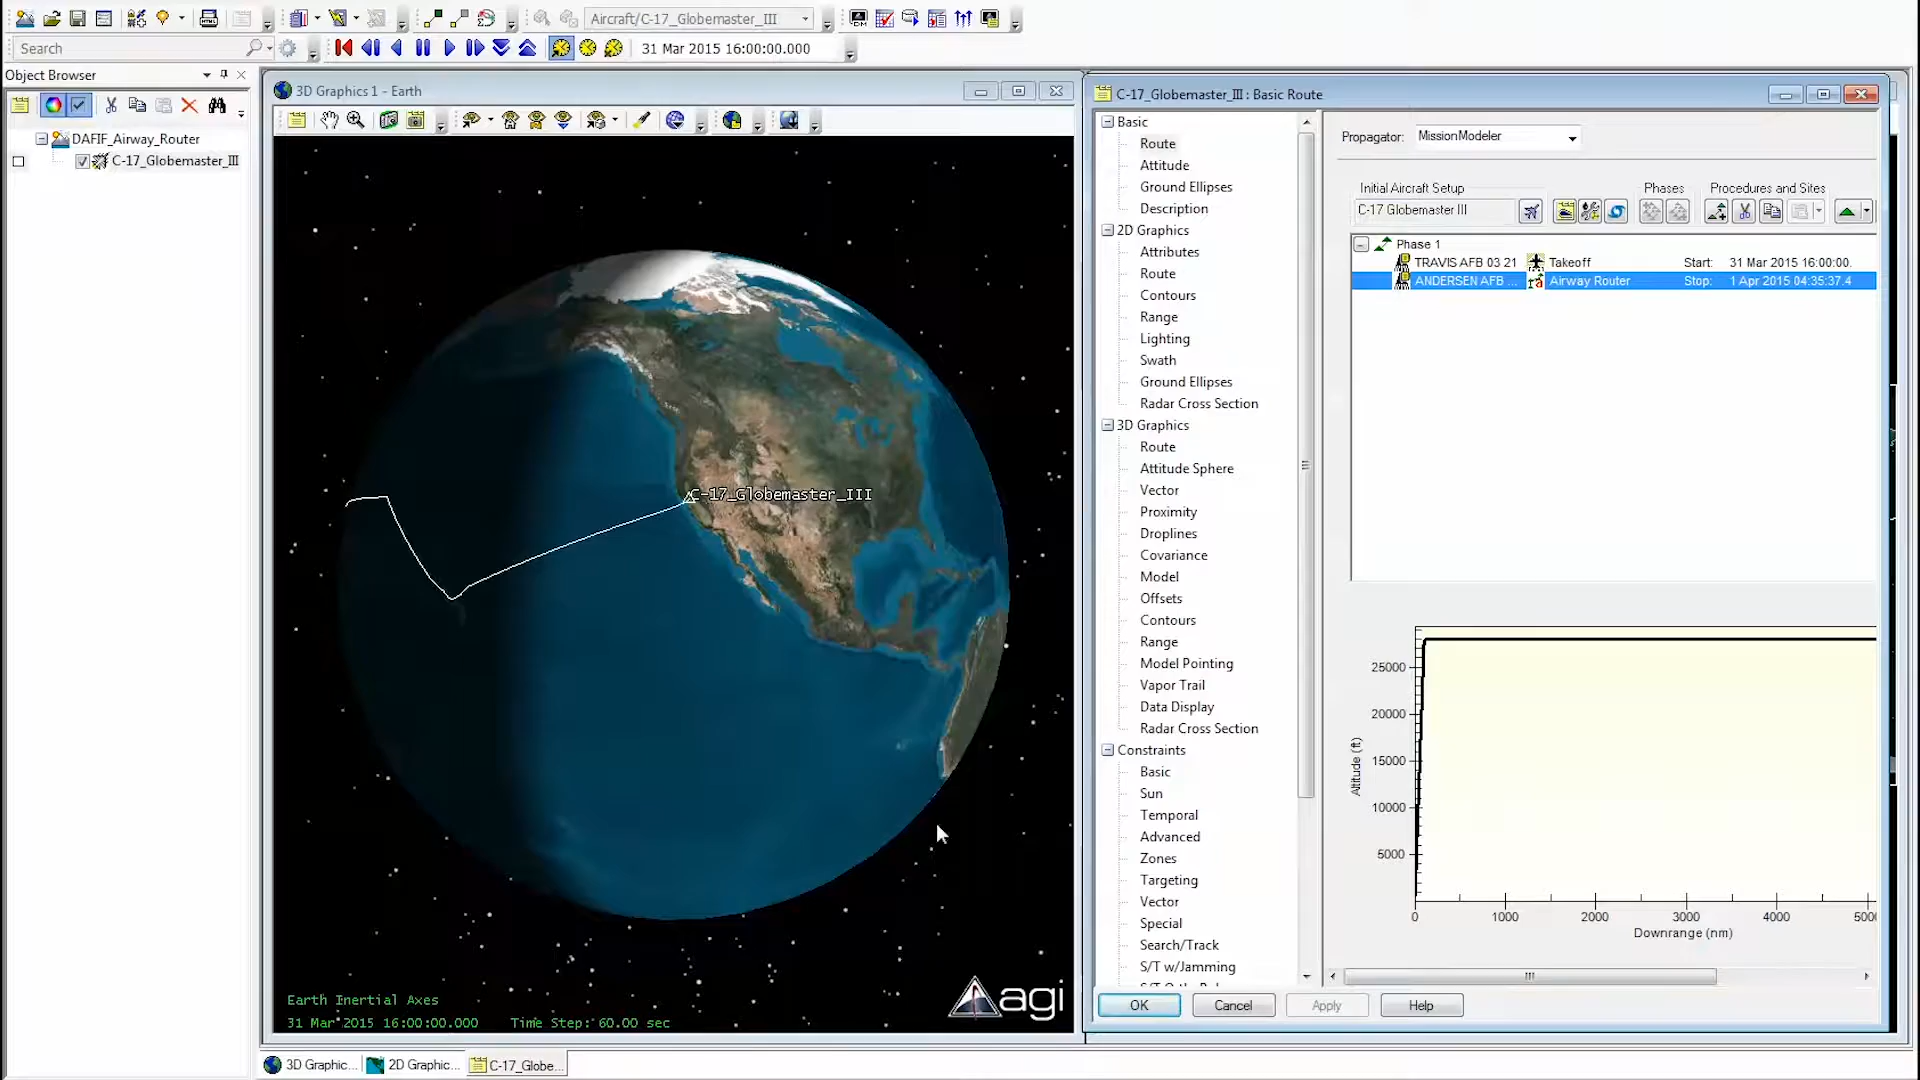 Aircraft/C-17_Globemaster_III
Search
31 Mar 2015 16:00:00.000
Object Browser
DAFIF_Airway_Router
C-17_Globemaster_III
3D Graphics 1 - Earth
C-17_Globemaster_III
Earth Inertial Axes
31 Mar 2015 16:00:00.000 Time Step: 60.00 sec
agi
C-17_Globemaster_III : Basic Route
Basic
Route
Attitude
Ground Ellipses
Description
2D Graphics
Attributes
Route
Contours
Range
Lighting
Swath
Ground Ellipses
Radar Cross Section
3D Graphics
Route
Attitude Sphere
Vector
Proximity
Droplines
Covariance
Model
Offsets
Contours
Range
Model Pointing
Vapor Trail
Data Display
Radar Cross Section
Constraints
Basic
Sun
Temporal
Advanced
Zones
Targeting
Vector
Special
Search/Track
S/T w/Jamming
Propagator: MissionModeler
Initial Aircraft Setup Phases Procedures and Sites
C-17 Globemaster III
Phase 1
TRAVIS AFB 03 21 Takeoff Start: 31 Mar 2015 16:00:00.
ANDERSEN AFB ... Airway Router Stop: 1 Apr 2015 04:35:37.4
25000
20000
15000
10000
5000
Altitude (ft)
0 1000 2000 3000 4000 500
Downrange (nm)
OK Cancel Apply Help
3D Graphic... 2D Graphic... C-17_Globe...